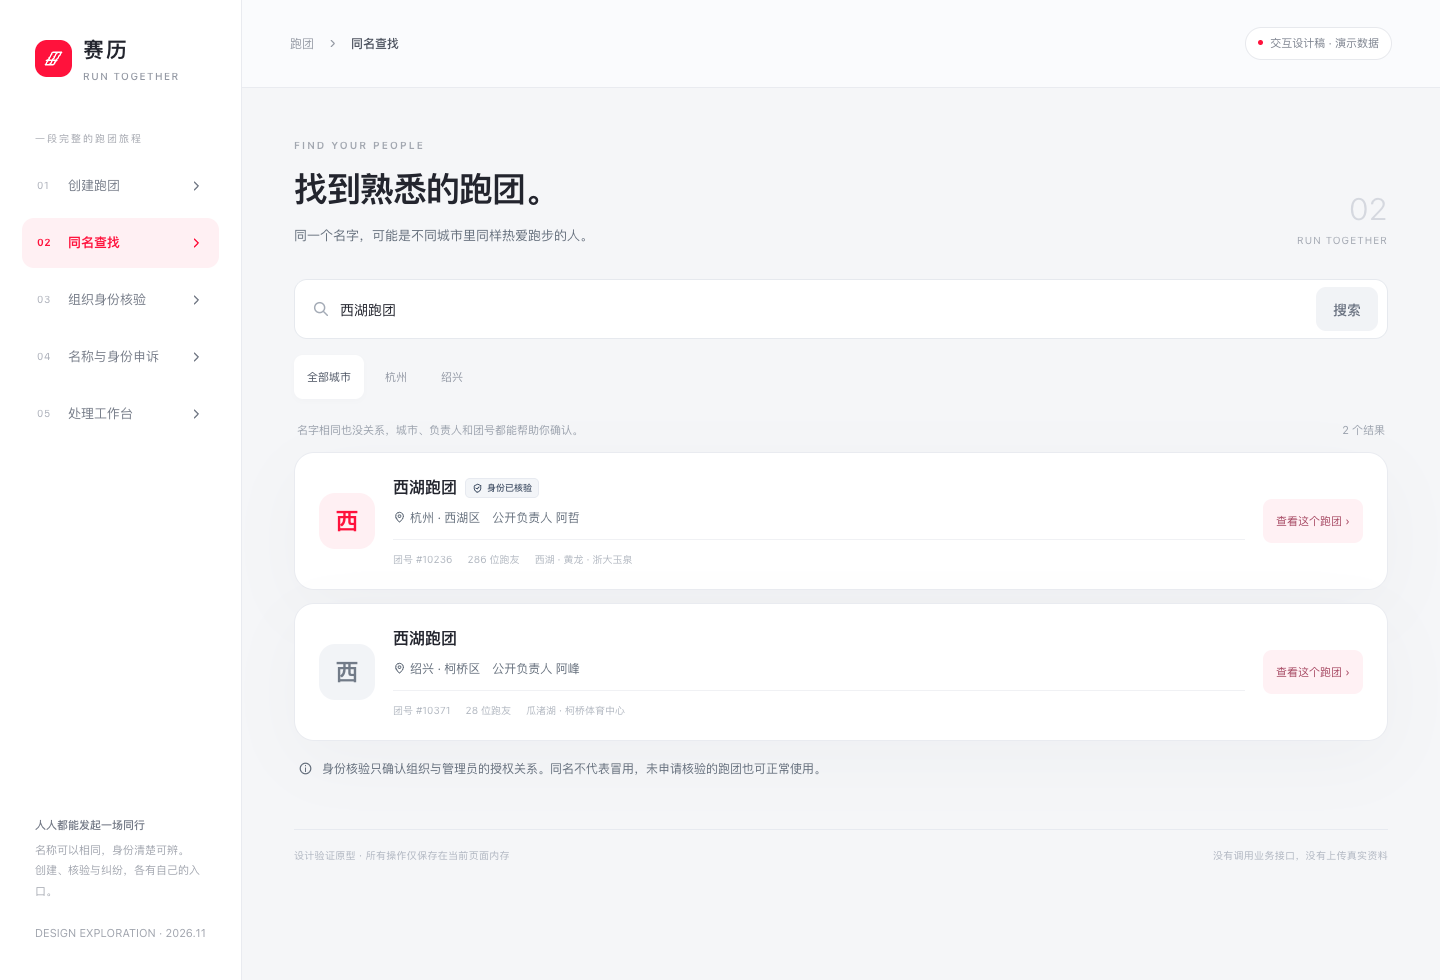 赛历
RUN TOGETHER
一段完整的跑团旅程
01 创建跑团
02 同名查找
03 组织身份核验
04 名称与身份申诉
05 处理工作台
人人都能发起一场同行
名称可以相同，身份清楚可辨。
创建、核验与纠纷，各有自己的入
口。
DESIGN EXPLORATION · 2026.11
跑团 › 同名查找
交互设计稿 · 演示数据
FIND YOUR PEOPLE
找到熟悉的跑团。
同一个名字，可能是不同城市里同样热爱跑步的人。
02
RUN TOGETHER
西湖跑团
搜索
全部城市 杭州 绍兴
名字相同也没关系，城市、负责人和团号都能帮助你确认。
2 个结果
西
西湖跑团 身份已核验
杭州 · 西湖区 公开负责人 阿哲
团号 #10236 286 位跑友 西湖 · 黄龙 · 浙大玉泉
查看这个跑团 ›
西
西湖跑团
绍兴 · 柯桥区 公开负责人 阿峰
团号 #10371 28 位跑友 瓜渚湖 · 柯桥体育中心
查看这个跑团 ›
身份核验只确认组织与管理员的授权关系。同名不代表冒用，未申请核验的跑团也可正常使用。
设计验证原型 · 所有操作仅保存在当前页面内存
没有调用业务接口，没有上传真实资料